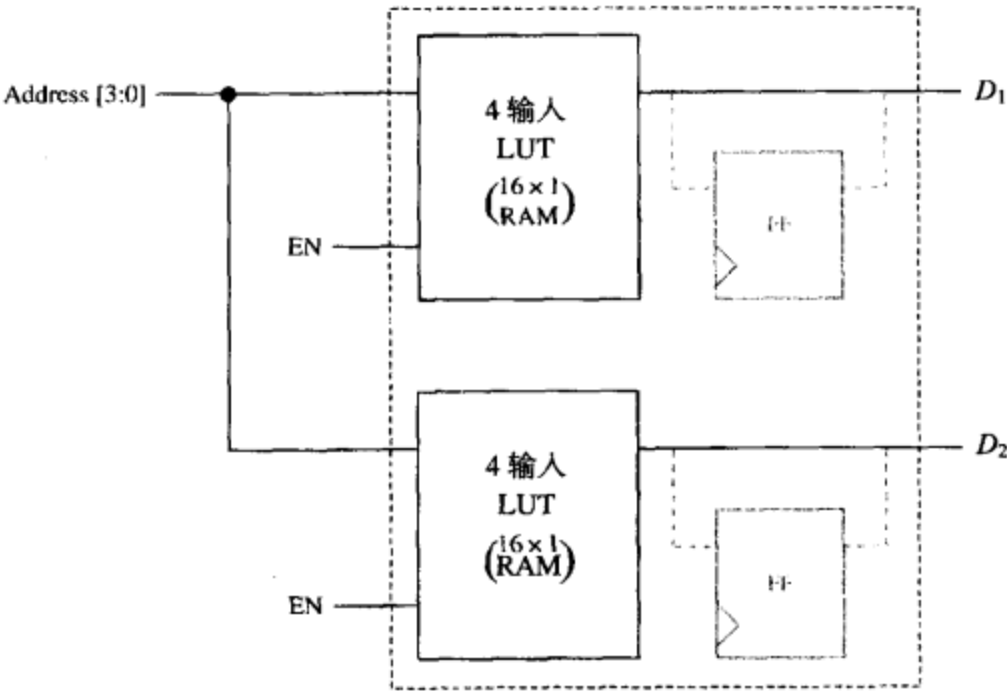 Address [3:0]
4 输入
LUT
(16 × 1
RAM)
EN
FF
D1
4 输入
LUT
(16 × 1
RAM)
EN
FF
D2